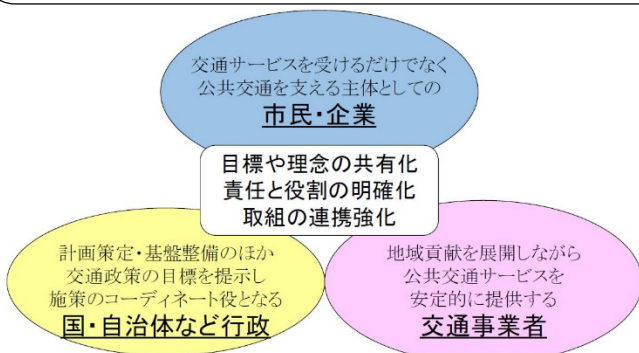 交通サービスを受けるだけでなく
公共交通を支える主体としての
市民・企業
目標や理念の共有化
責任と役割の明確化
取組の連携強化
計画策定・基盤整備のほか
交通政策の目標を提示し
施策のコーディネート役となる
国・自治体など行政
地域貢献を展開しながら
公共交通サービスを
安定的に提供する
交通事業者